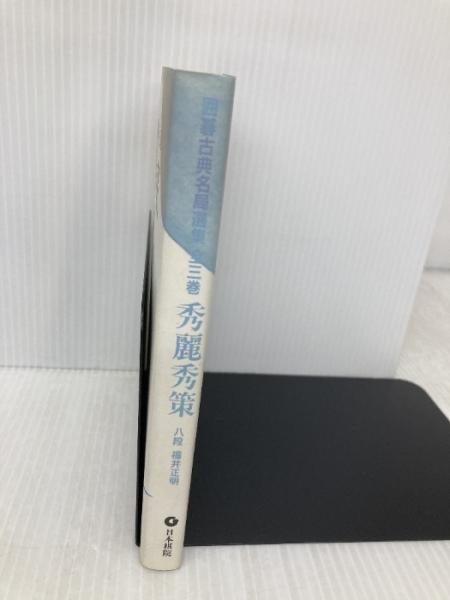 囲碁古典名局選集 全三巻
秀麗秀策
八段 福井正明
日本棋院